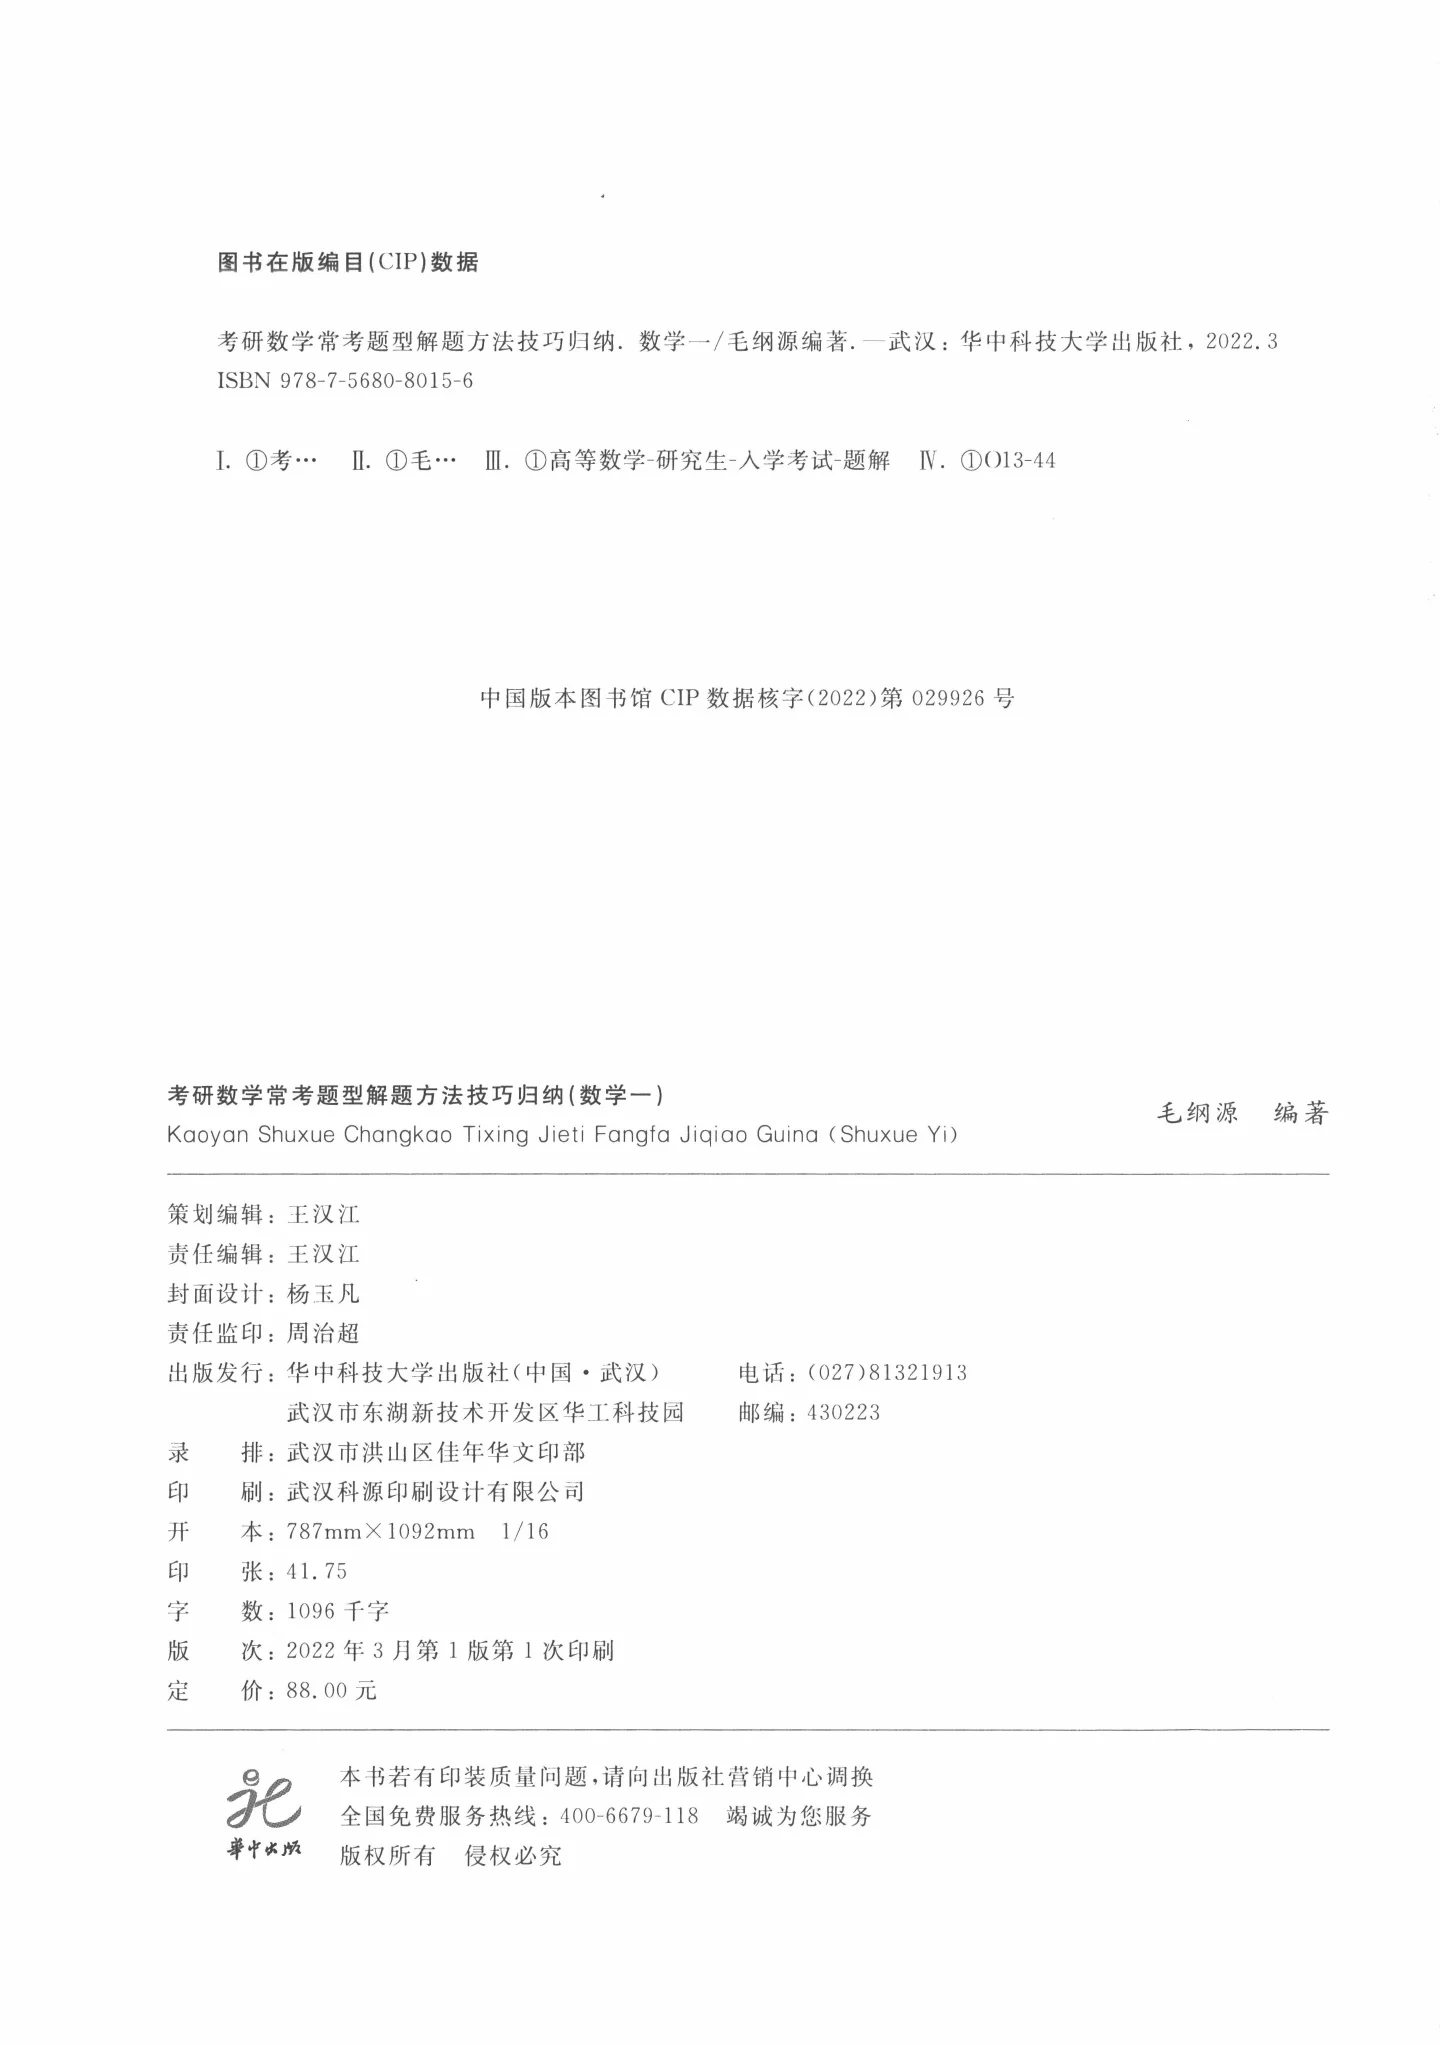 图书在版编目(CIP)数据
考研数学常考题型解题方法技巧归纳. 数学一/毛纲源编著. —武汉: 华中科技大学出版社, 2022.3
ISBN 978-7-5680-8015-6
Ⅰ. ①考… Ⅱ. ①毛… Ⅲ. ①高等数学-研究生-入学考试-题解 Ⅳ. ①O13-44
中国版本图书馆 CIP 数据核字(2022)第 029926 号
考研数学常考题型解题方法技巧归纳(数学一)
Kaoyan Shuxue Changkao Tixing Jieti Fangfa Jiqiao Guina (Shuxue Yi)
毛纲源 编著
策划编辑: 王汉江
责任编辑: 王汉江
封面设计: 杨玉凡
责任监印: 周治超
出版发行: 华中科技大学出版社(中国·武汉) 电话: (027)81321913
武汉市东湖新技术开发区华工科技园 邮编: 430223
录 排: 武汉市洪山区佳年华文印部
印 刷: 武汉科源印刷设计有限公司
开 本: 787mm×1092mm 1/16
印 张: 41.75
字 数: 1096 千字
版 次: 2022 年 3 月第 1 版第 1 次印刷
定 价: 88.00 元
本书若有印装质量问题,请向出版社营销中心调换
全国免费服务热线: 400-6679-118 竭诚为您服务
版权所有 侵权必究
華中出版